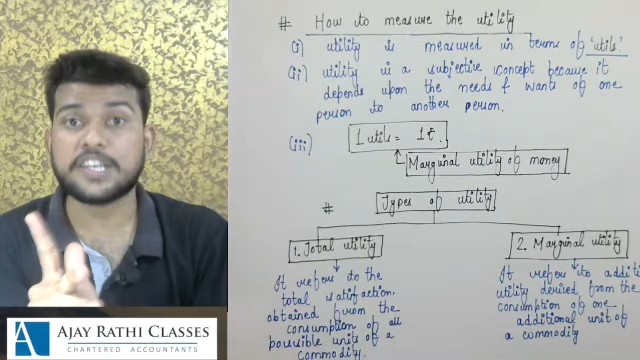 # How to measure the utility
(i) utility is measured in terms of 'utils'
(ii) utility is a subjective concept because it
depends upon the needs & wants of one
person to another person.
(iii) 1 utils = 1₹.
Marginal utility of money
# Types of utility
1. Total utility
It refers to the
total satisfaction,
obtained from the
consumption of all
possible units of a
commodity.
2. Marginal utility
It refers to additi
utility derived from the
consumption of one
additional unit of
a commodity
A AJAY RATHI CLASSES
CHARTERED ACCOUNTANTS